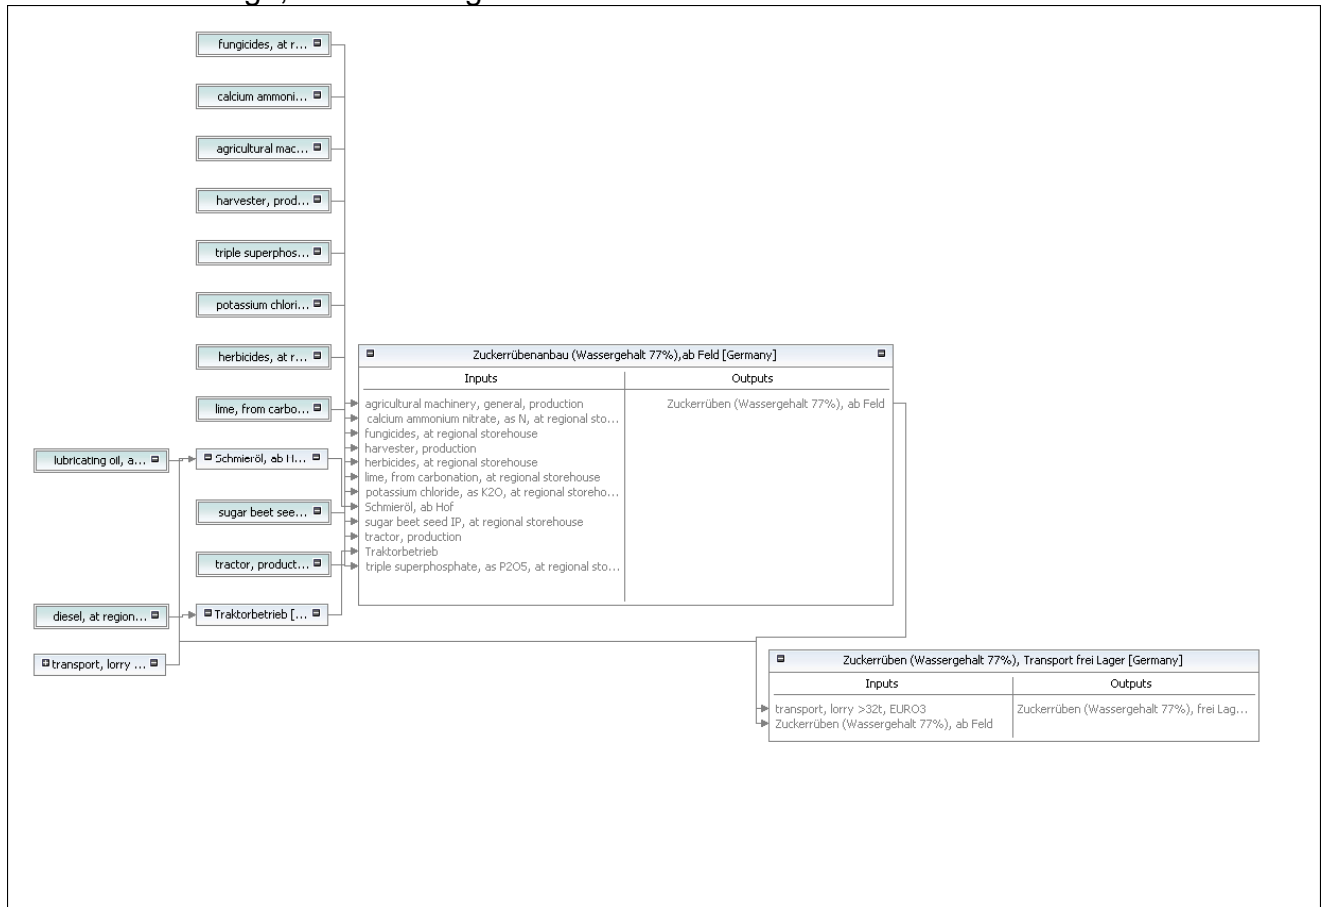 fungicides, at r...
calcium ammoni...
agricultural mac...
harvester, prod...
triple superphos...
potassium chlori...
herbicides, at r...
lime, from carbo...
lubricating oil, a...
Schmieröl, ab H...
sugar beet see...
tractor, product...
diesel, at region...
Traktorbetrieb [...
transport, lorry ...
Zuckerrübenanbau (Wassergehalt 77%),ab Feld [Germany]
Inputs
Outputs
agricultural machinery, general, production
calcium ammonium nitrate, as N, at regional sto...
fungicides, at regional storehouse
harvester, production
herbicides, at regional storehouse
lime, from carbonation, at regional storehouse
potassium chloride, as K2O, at regional storeho...
Schmieröl, ab Hof
sugar beet seed IP, at regional storehouse
tractor, production
Traktorbetrieb
triple superphosphate, as P2O5, at regional sto...
Zuckerrüben (Wassergehalt 77%), ab Feld
Zuckerrüben (Wassergehalt 77%), Transport frei Lager [Germany]
Inputs
Outputs
transport, lorry >32t, EURO3
Zuckerrüben (Wassergehalt 77%), ab Feld
Zuckerrüben (Wassergehalt 77%), frei Lag...